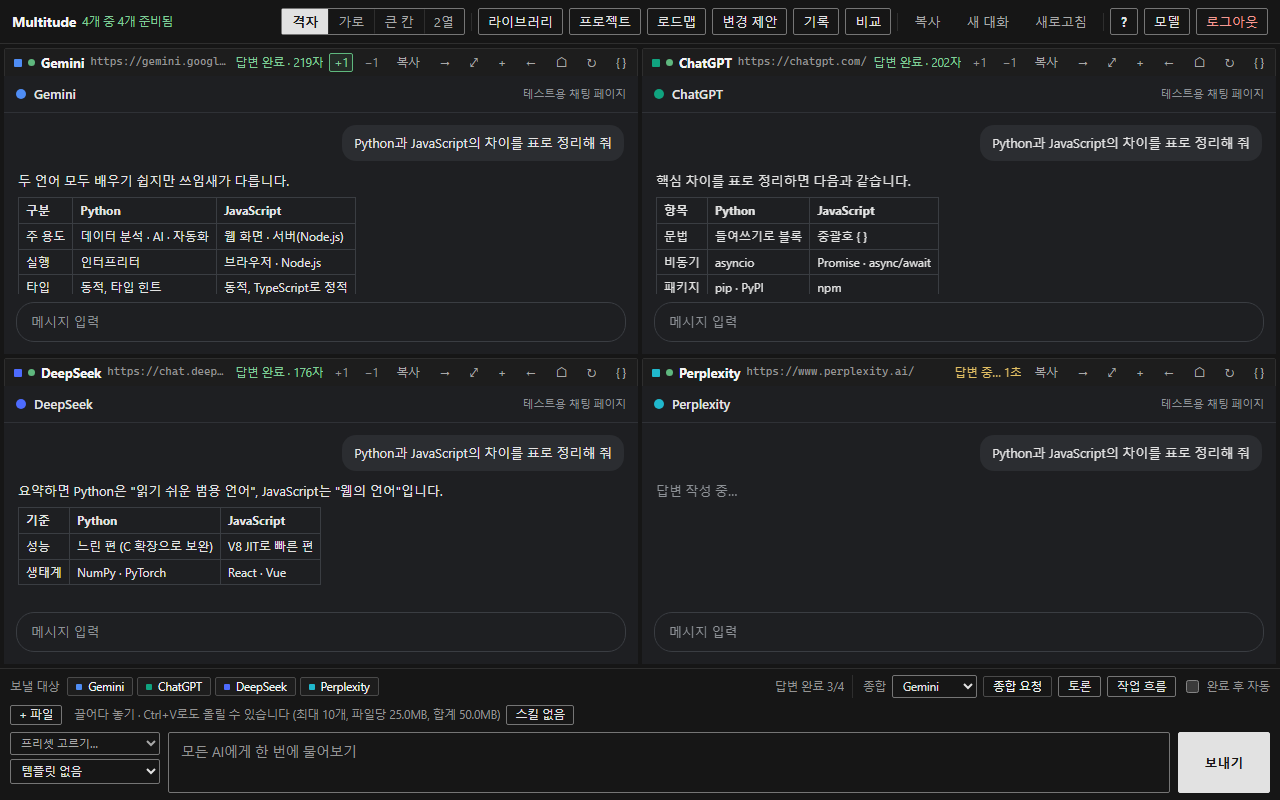 Multitude 4개 중 4개 준비됨 격자 가로 큰 칸 2열 라이브러리 프로젝트 로드맵 변경 제안 기록 비교 복사 새 대화 새로고침 ? 모델 로그아웃
Gemini https://gemini.googl… 답변 완료 · 219자 +1 −1 복사 → ⤢ + ← ⌂ ↻ { }
Gemini 테스트용 채팅 페이지
Python과 JavaScript의 차이를 표로 정리해 줘
두 언어 모두 배우기 쉽지만 쓰임새가 다릅니다.
구분 Python JavaScript
주 용도 데이터 분석 · AI · 자동화 웹 화면 · 서버(Node.js)
실행 인터프리터 브라우저 · Node.js
타입 동적, 타입 힌트 동적, TypeScript로 정적
메시지 입력
ChatGPT https://chatgpt.com/ 답변 완료 · 202자 +1 −1 복사 → ⤢ + ← ⌂ ↻ { }
ChatGPT 테스트용 채팅 페이지
Python과 JavaScript의 차이를 표로 정리해 줘
핵심 차이를 표로 정리하면 다음과 같습니다.
항목 Python JavaScript
문법 들여쓰기로 블록 중괄호 { }
비동기 asyncio Promise · async/await
패키지 pip · PyPI npm
메시지 입력
DeepSeek https://chat.deep… 답변 완료 · 176자 +1 −1 복사 → ⤢ + ← ⌂ ↻ { }
DeepSeek 테스트용 채팅 페이지
Python과 JavaScript의 차이를 표로 정리해 줘
요약하면 Python은 "읽기 쉬운 범용 언어", JavaScript는 "웹의 언어"입니다.
기준 Python JavaScript
성능 느린 편 (C 확장으로 보완) V8 JIT로 빠른 편
생태계 NumPy · PyTorch React · Vue
메시지 입력
Perplexity https://www.perplexity.ai/ 답변 중… 1초 복사 → ⤢ + ← ⌂ ↻ { }
Perplexity 테스트용 채팅 페이지
Python과 JavaScript의 차이를 표로 정리해 줘
답변 작성 중…
메시지 입력
보낼 대상 Gemini ChatGPT DeepSeek Perplexity 답변 완료 3/4 종합 Gemini 종합 요청 토론 작업 흐름 완료 후 자동
+ 파일 끌어다 놓기 · Ctrl+V로도 올릴 수 있습니다 (최대 10개, 파일당 25.0MB, 합계 50.0MB) 스킬 없음
프리셋 고르기…
템플릿 없음
모든 AI에게 한 번에 물어보기
보내기